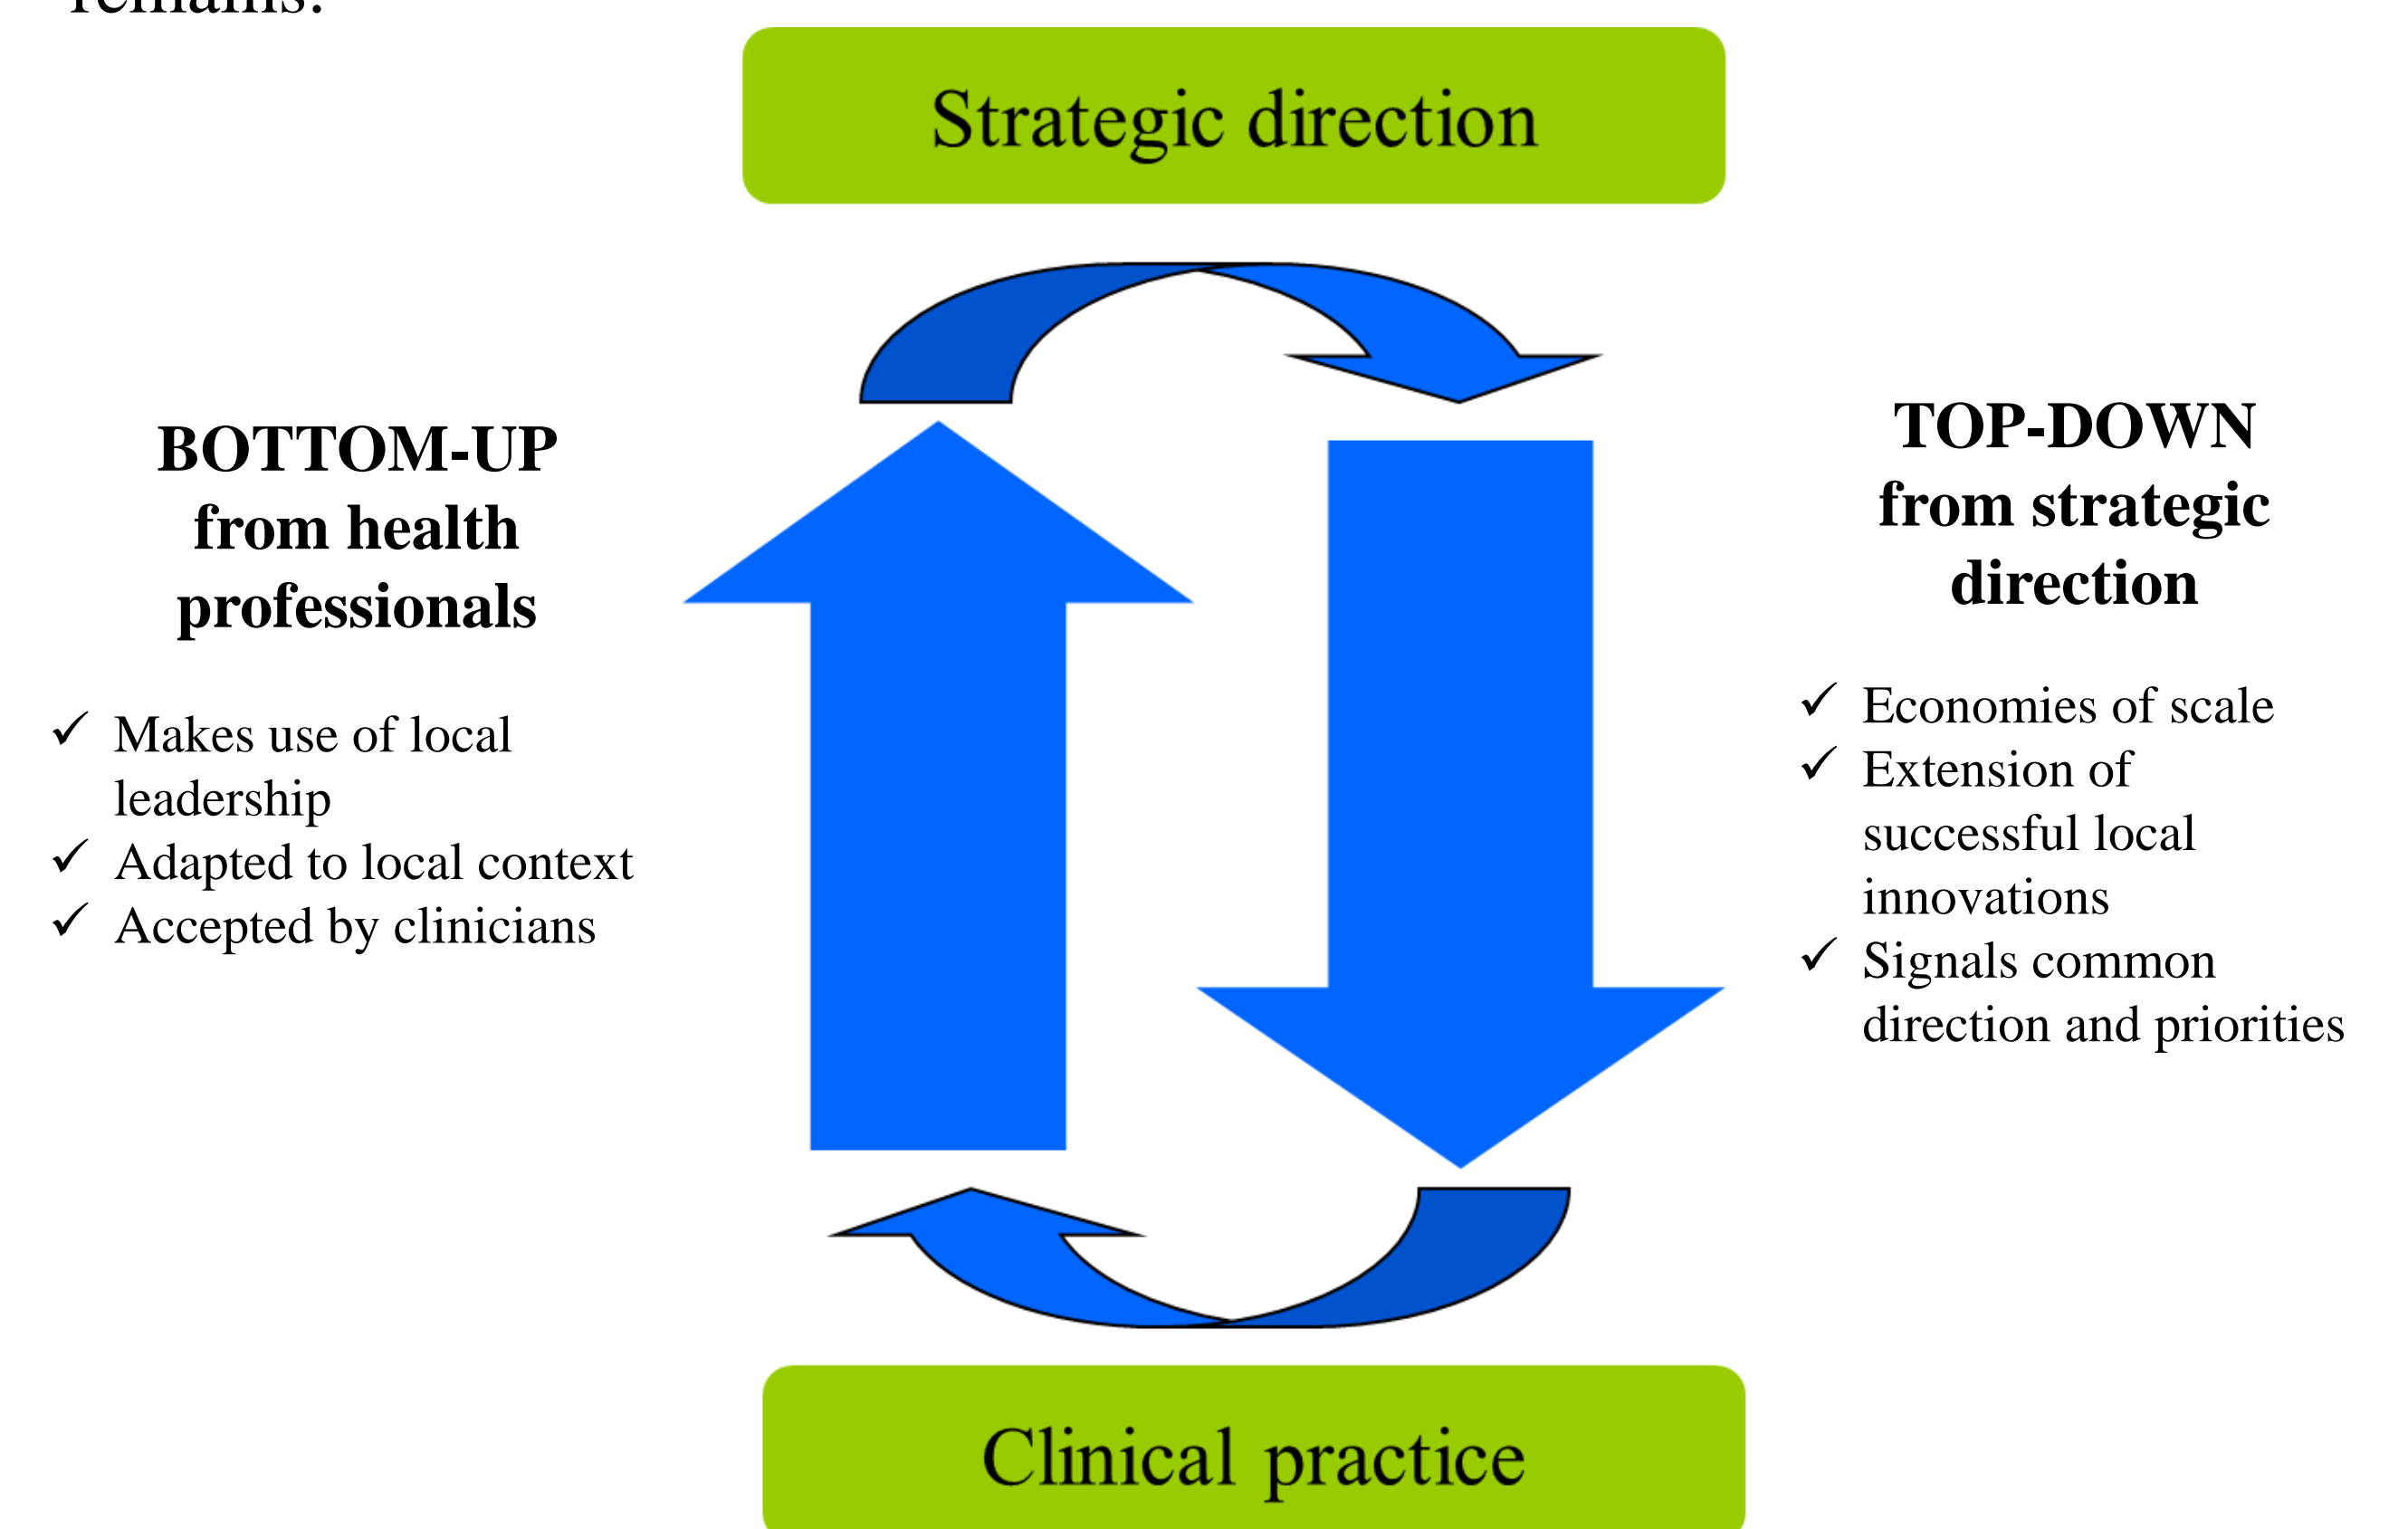 remains.
Strategic direction
BOTTOM-UP
from health
professionals
✓ Makes use of local
leadership
✓ Adapted to local context
✓ Accepted by clinicians
TOP-DOWN
from strategic
direction
✓ Economies of scale
✓ Extension of
successful local
innovations
✓ Signals common
direction and priorities
Clinical practice